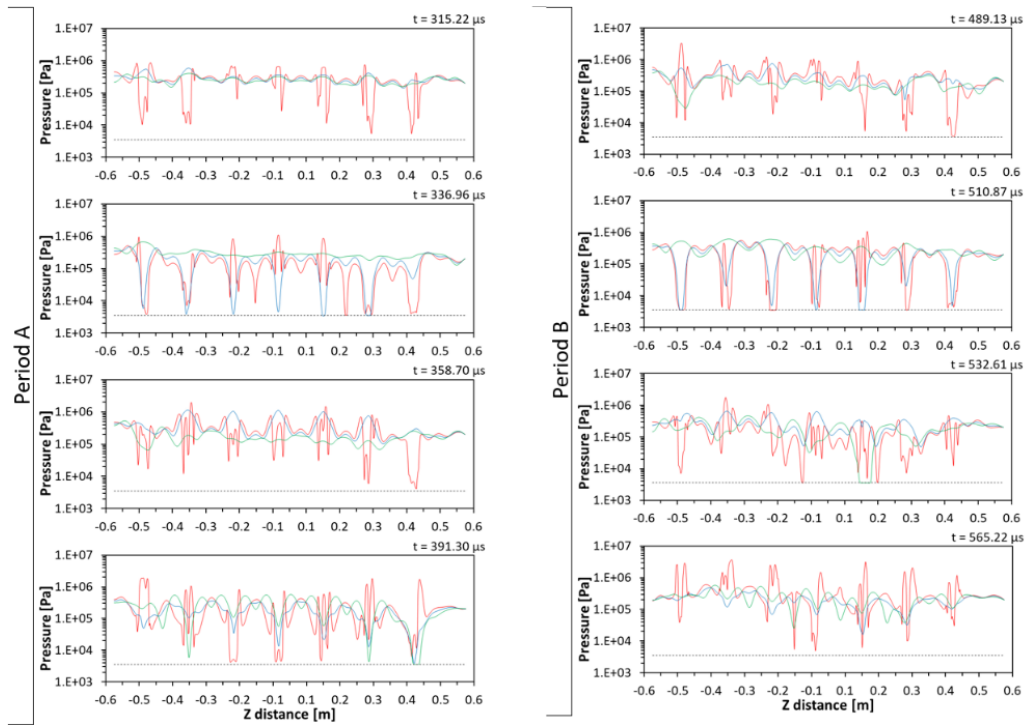 Period A
t = 315.22 µs
Pressure [Pa]
1.E+07
1.E+06
1.E+05
1.E+04
1.E+03
-0.6 -0.5 -0.4 -0.3 -0.2 -0.1 0.0 0.1 0.2 0.3 0.4 0.5 0.6
t = 336.96 µs
Pressure [Pa]
1.E+07
1.E+06
1.E+05
1.E+04
1.E+03
-0.6 -0.5 -0.4 -0.3 -0.2 -0.1 0.0 0.1 0.2 0.3 0.4 0.5 0.6
t = 358.70 µs
Pressure [Pa]
1.E+07
1.E+06
1.E+05
1.E+04
1.E+03
-0.6 -0.5 -0.4 -0.3 -0.2 -0.1 0.0 0.1 0.2 0.3 0.4 0.5 0.6
t = 391.30 µs
Pressure [Pa]
1.E+07
1.E+06
1.E+05
1.E+04
1.E+03
-0.6 -0.5 -0.4 -0.3 -0.2 -0.1 0.0 0.1 0.2 0.3 0.4 0.5 0.6
Z distance [m]
Period B
t = 489.13 µs
Pressure [Pa]
1.E+07
1.E+06
1.E+05
1.E+04
1.E+03
-0.6 -0.5 -0.4 -0.3 -0.2 -0.1 0.0 0.1 0.2 0.3 0.4 0.5 0.6
t = 510.87 µs
Pressure [Pa]
1.E+07
1.E+06
1.E+05
1.E+04
1.E+03
-0.6 -0.5 -0.4 -0.3 -0.2 -0.1 0.0 0.1 0.2 0.3 0.4 0.5 0.6
t = 532.61 µs
Pressure [Pa]
1.E+07
1.E+06
1.E+05
1.E+04
1.E+03
-0.6 -0.5 -0.4 -0.3 -0.2 -0.1 0.0 0.1 0.2 0.3 0.4 0.5 0.6
t = 565.22 µs
Pressure [Pa]
1.E+07
1.E+06
1.E+05
1.E+04
1.E+03
-0.6 -0.5 -0.4 -0.3 -0.2 -0.1 0.0 0.1 0.2 0.3 0.4 0.5 0.6
Z distance [m]